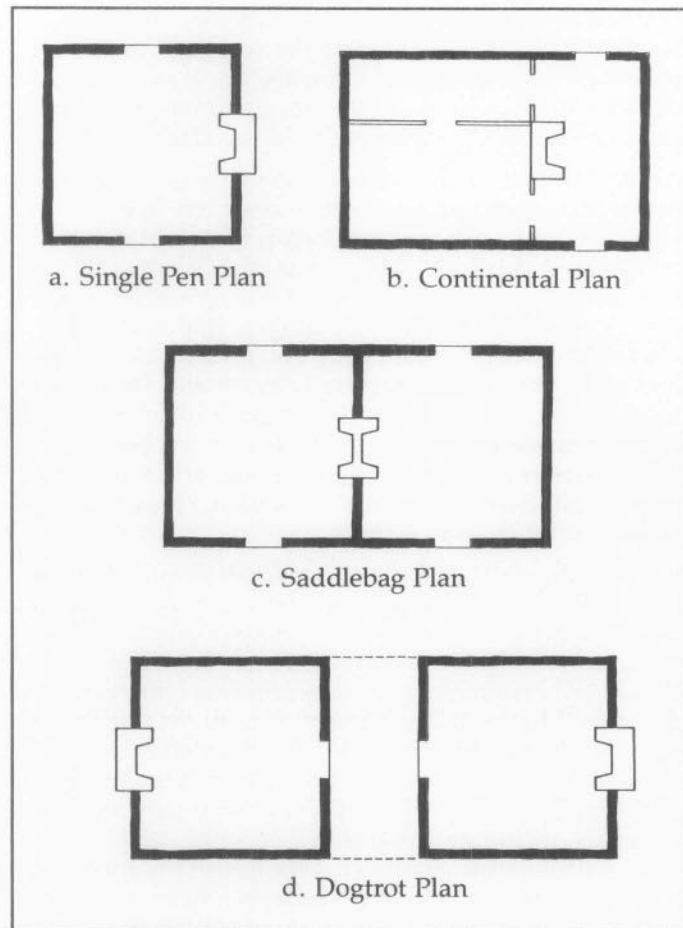 a. Single Pen Plan
b. Continental Plan
c. Saddlebag Plan
d. Dogtrot Plan